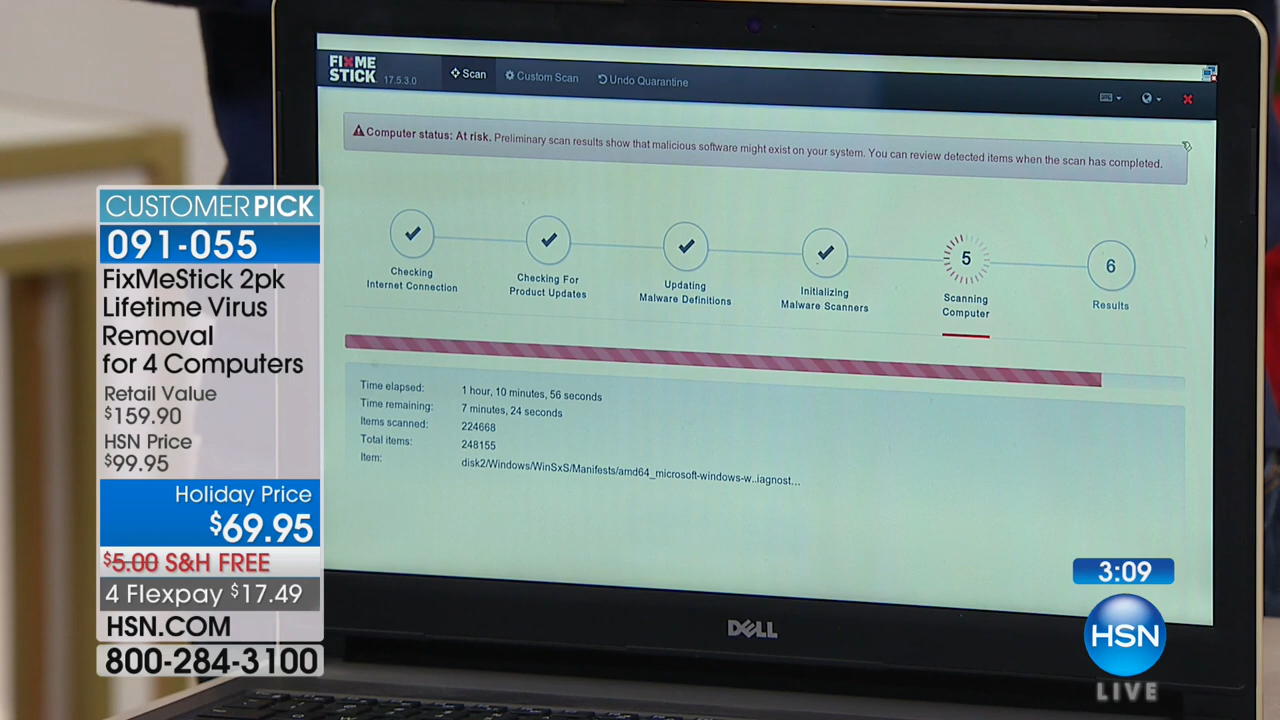 CUSTOMER PICK
091-055
FixMeStick 2pk
Lifetime Virus
Removal
for 4 Computers
Retail Value
$159.90
HSN Price
$99.95
Holiday Price
$69.95
$5.00 S&H FREE
4 Flexpay $17.49
HSN.COM
800-284-3100
FIXME
STICK 17.5.3.0
Scan
Custom Scan
Undo Quarantine
Computer status: At risk. Preliminary scan results show that malicious software might exist on your system. You can review detected items when the scan has completed.
Checking
Internet Connection
Checking For
Product Updates
Updating
Malware Definitions
Initializing
Malware Scanners
5
Scanning
Computer
6
Results
Time elapsed: 1 hour, 10 minutes, 56 seconds
Time remaining: 7 minutes, 24 seconds
Items scanned: 224668
Total items: 248155
Item: disk2/Windows/WinSxS/Manifests/amd64_microsoft-windows-w..iagnost...
DELL
3:09
HSN
LIVE